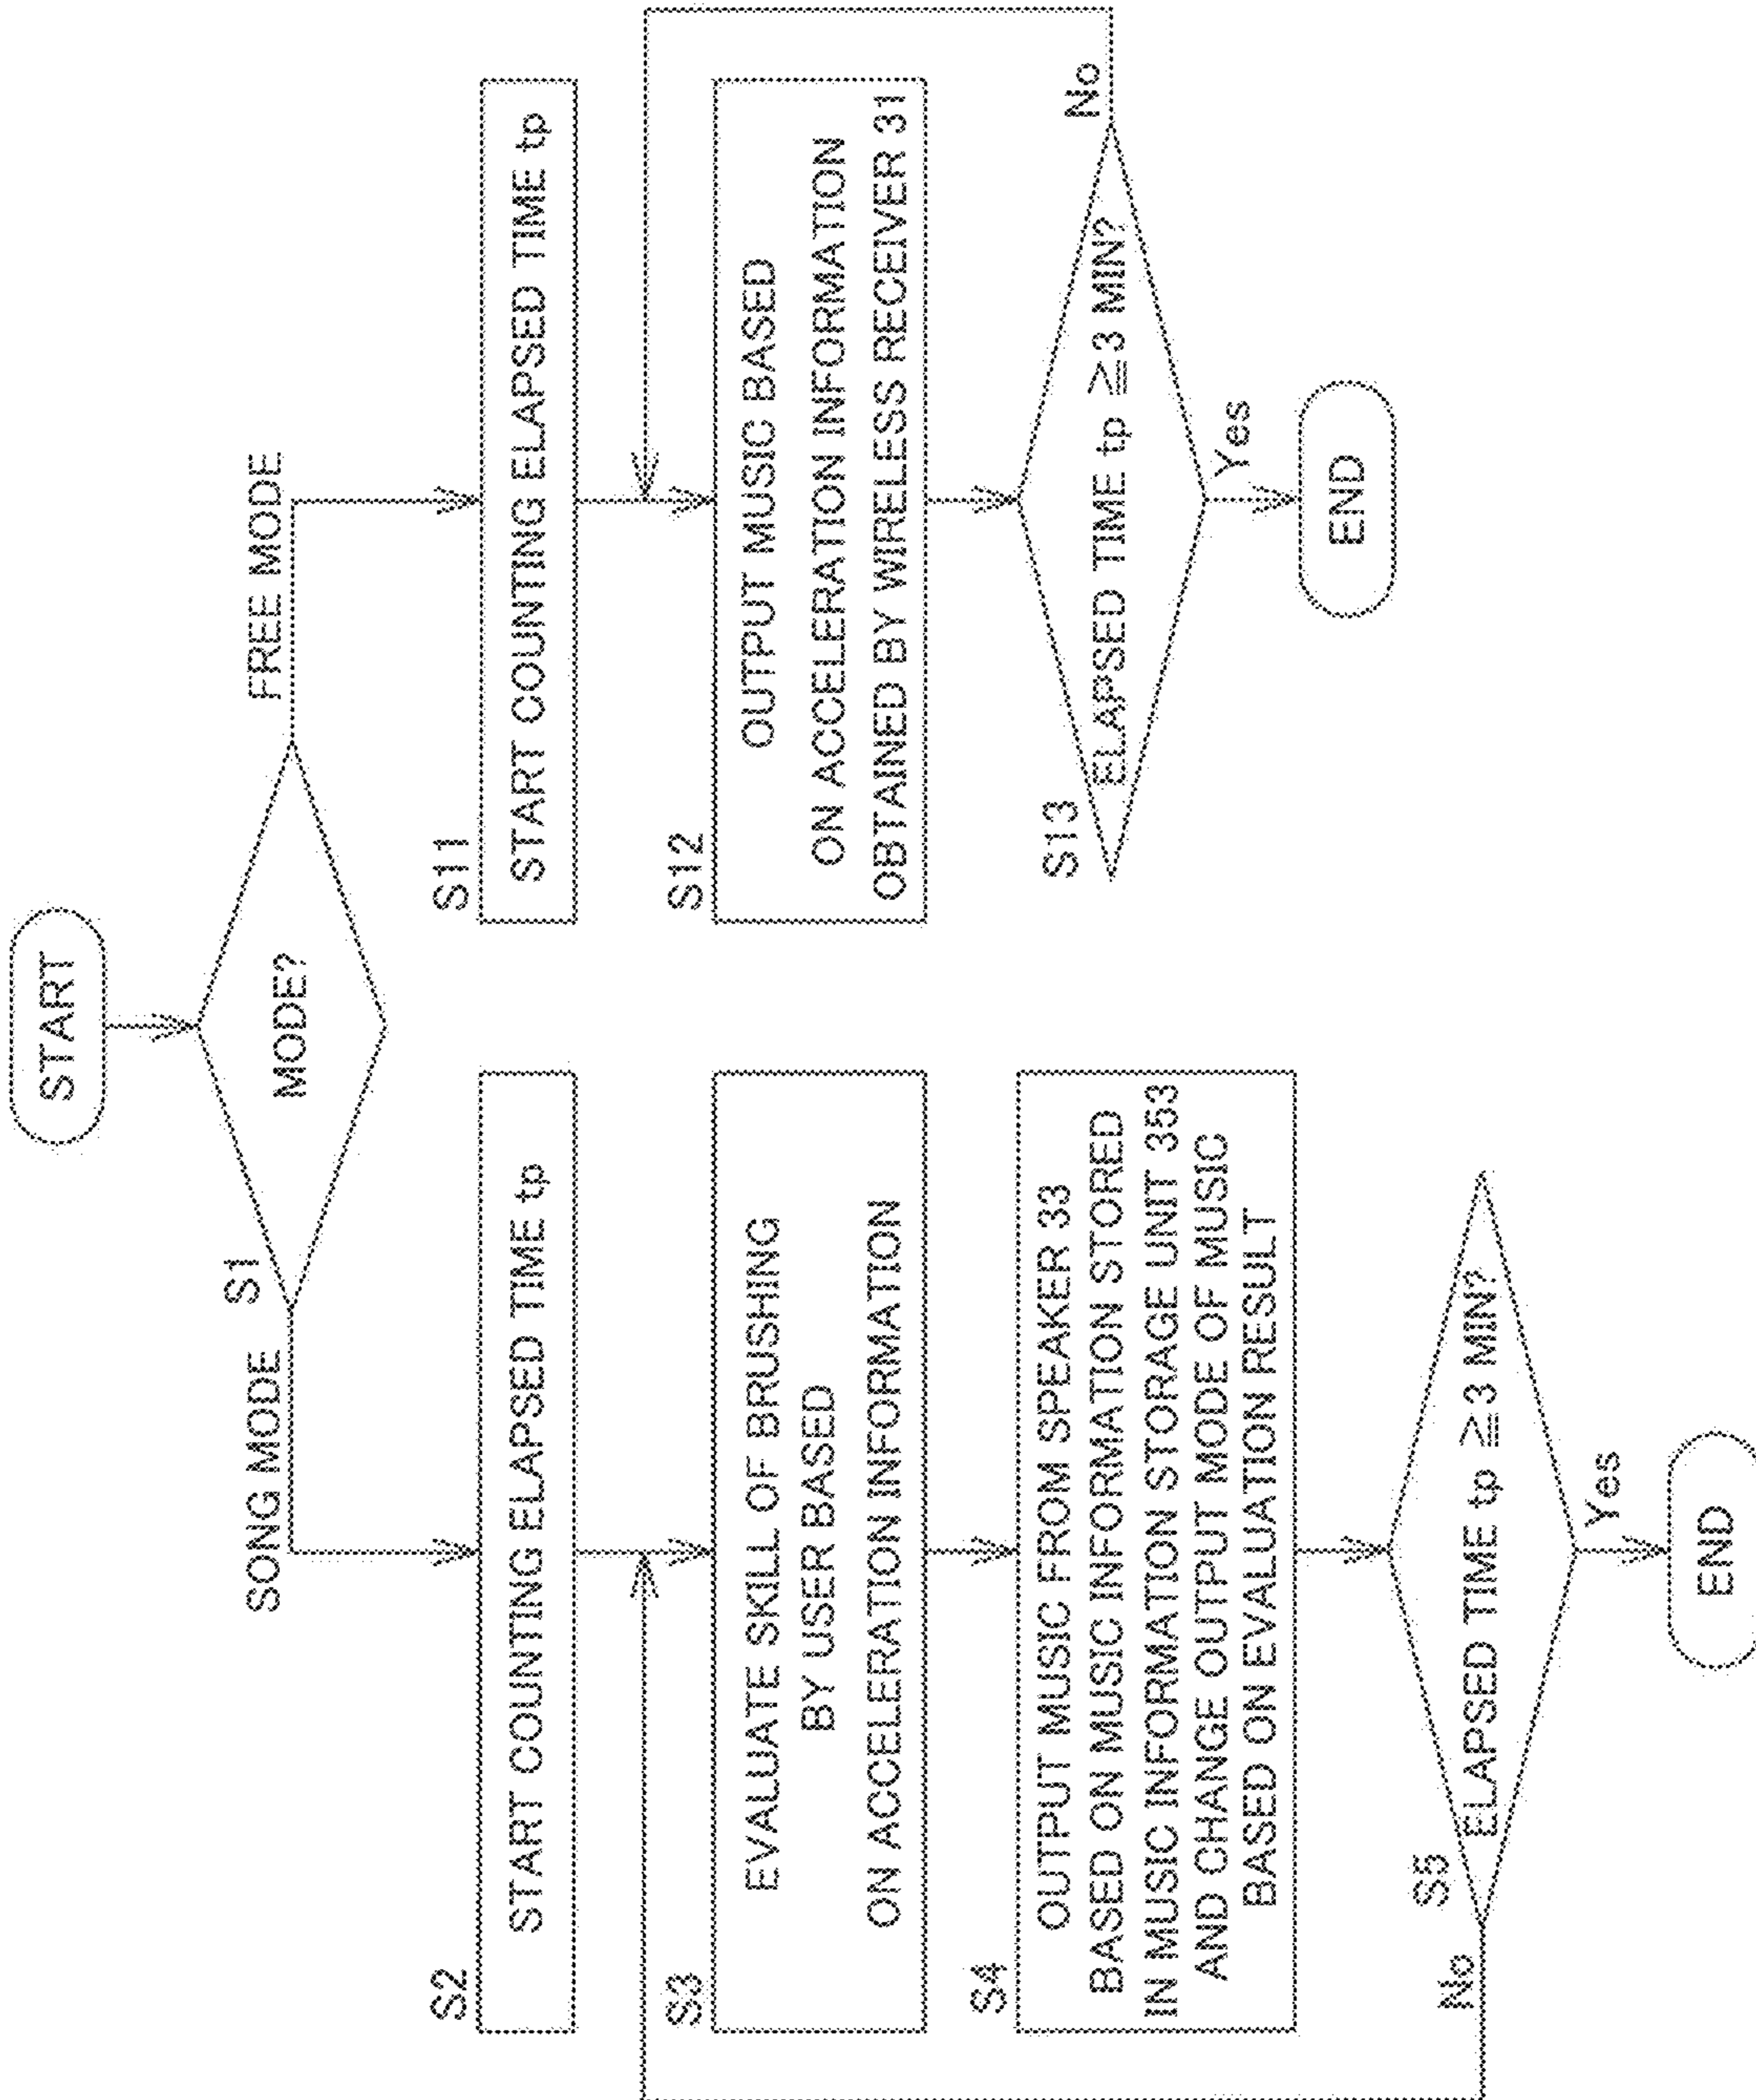 START
MODE?
S1
SONG MODE
S2
START COUNTING ELAPSED TIME tp
S3
EVALUATE SKILL OF BRUSHING
BY USER BASED
ON ACCELERATION INFORMATION
S4
OUTPUT MUSIC FROM SPEAKER 33
BASED ON MUSIC INFORMATION STORED
IN MUSIC INFORMATION STORAGE UNIT 353
AND CHANGE OUTPUT MODE OF MUSIC
BASED ON EVALUATION RESULT
S5
ELAPSED TIME tp ≧3 MIN?
No
Yes
END
FREE MODE
S11
START COUNTING ELAPSED TIME tp
S12
OUTPUT MUSIC BASED
ON ACCELERATION INFORMATION
OBTAINED BY WIRELESS RECEIVER 31
S13
ELAPSED TIME tp ≧3 MIN?
No
Yes
END